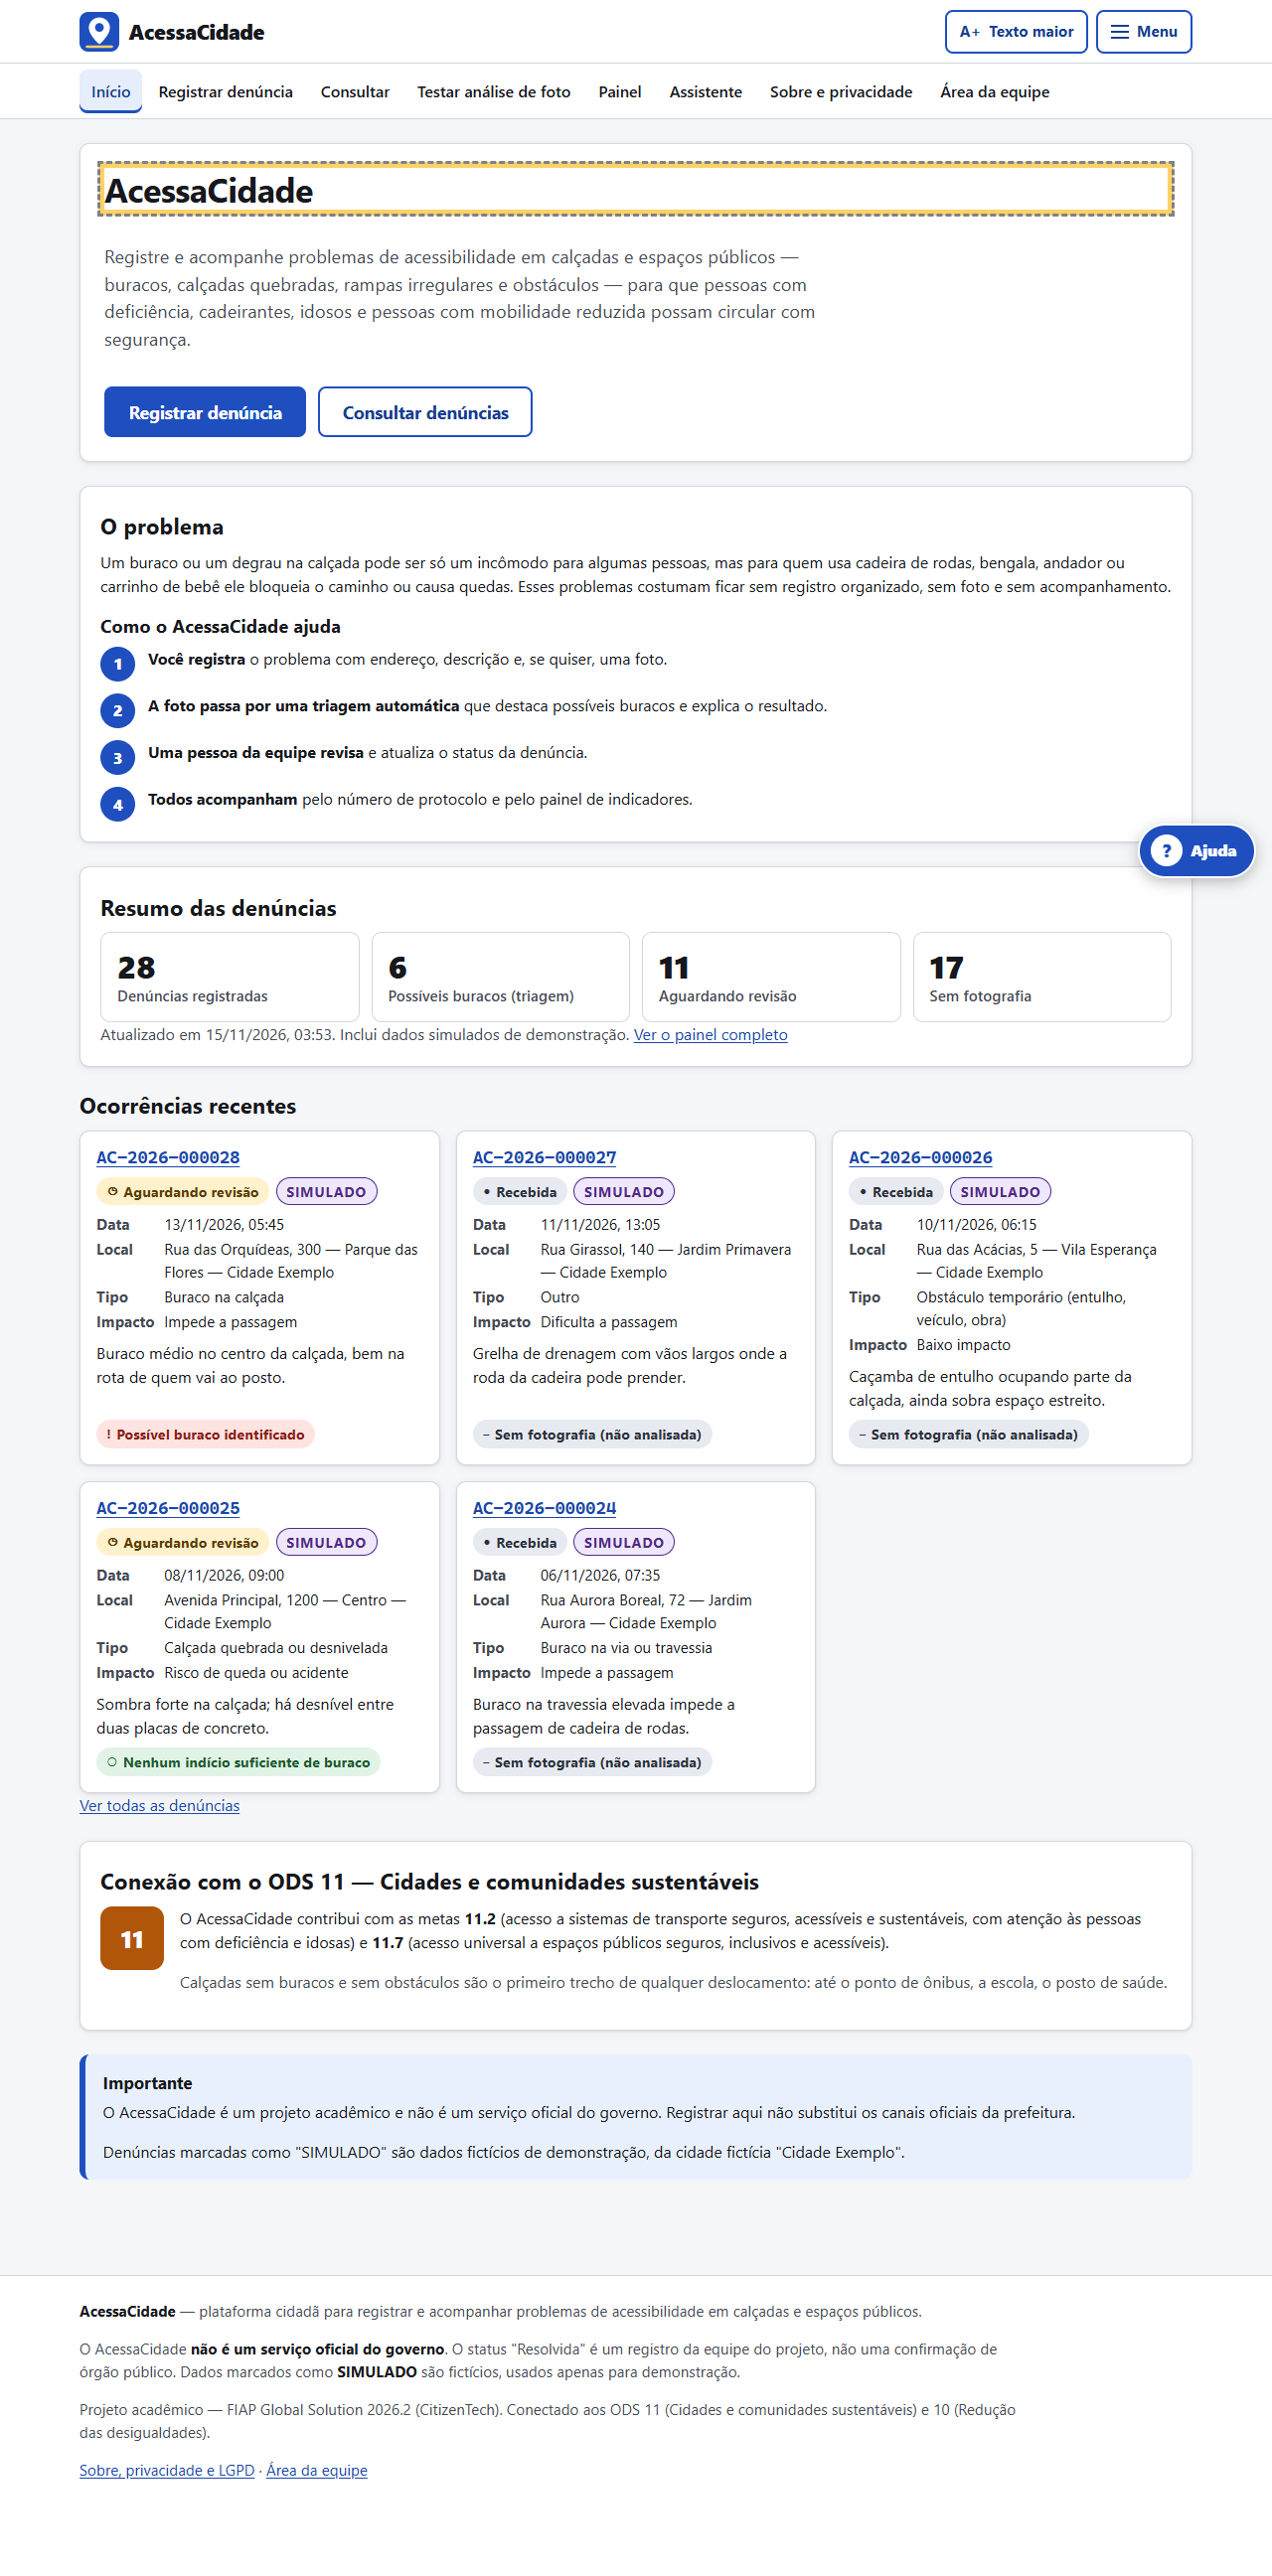 AcessaCidade
A+ Texto maior
Menu
Início
Registrar denúncia
Consultar
Testar análise de foto
Painel
Assistente
Sobre e privacidade
Área da equipe
AcessaCidade
Registre e acompanhe problemas de acessibilidade em calçadas e espaços públicos —
buracos, calçadas quebradas, rampas irregulares e obstáculos — para que pessoas com
deficiência, cadeirantes, idosos e pessoas com mobilidade reduzida possam circular com
segurança.
Registrar denúncia
Consultar denúncias
O problema
Um buraco ou um degrau na calçada pode ser só um incômodo para algumas pessoas, mas para quem usa cadeira de rodas, bengala, andador ou
carrinho de bebê ele bloqueia o caminho ou causa quedas. Esses problemas costumam ficar sem registro organizado, sem foto e sem acompanhamento.
Como o AcessaCidade ajuda
1 Você registra o problema com endereço, descrição e, se quiser, uma foto.
2 A foto passa por uma triagem automática que destaca possíveis buracos e explica o resultado.
3 Uma pessoa da equipe revisa e atualiza o status da denúncia.
4 Todos acompanham pelo número de protocolo e pelo painel de indicadores.
? Ajuda
Resumo das denúncias
28
Denúncias registradas
6
Possíveis buracos (triagem)
11
Aguardando revisão
17
Sem fotografia
Atualizado em 15/11/2026, 03:53. Inclui dados simulados de demonstração. Ver o painel completo
Ocorrências recentes
AC-2026-000028
Aguardando revisão SIMULADO
Data 13/11/2026, 05:45
Local Rua das Orquídeas, 300 — Parque das
Flores — Cidade Exemplo
Tipo Buraco na calçada
Impacto Impede a passagem
Buraco médio no centro da calçada, bem na
rota de quem vai ao posto.
! Possível buraco identificado
AC-2026-000027
• Recebida SIMULADO
Data 11/11/2026, 13:05
Local Rua Girassol, 140 — Jardim Primavera
— Cidade Exemplo
Tipo Outro
Impacto Dificulta a passagem
Grelha de drenagem com vãos largos onde a
roda da cadeira pode prender.
– Sem fotografia (não analisada)
AC-2026-000026
• Recebida SIMULADO
Data 10/11/2026, 06:15
Local Rua das Acácias, 5 — Vila Esperança
— Cidade Exemplo
Tipo Obstáculo temporário (entulho,
veículo, obra)
Impacto Baixo impacto
Caçamba de entulho ocupando parte da
calçada, ainda sobra espaço estreito.
– Sem fotografia (não analisada)
AC-2026-000025
Aguardando revisão SIMULADO
Data 08/11/2026, 09:00
Local Avenida Principal, 1200 — Centro —
Cidade Exemplo
Tipo Calçada quebrada ou desnivelada
Impacto Risco de queda ou acidente
Sombra forte na calçada; há desnível entre
duas placas de concreto.
Nenhum indício suficiente de buraco
AC-2026-000024
• Recebida SIMULADO
Data 06/11/2026, 07:35
Local Rua Aurora Boreal, 72 — Jardim
Aurora — Cidade Exemplo
Tipo Buraco na via ou travessia
Impacto Impede a passagem
Buraco na travessia elevada impede a
passagem de cadeira de rodas.
– Sem fotografia (não analisada)
Ver todas as denúncias
Conexão com o ODS 11 — Cidades e comunidades sustentáveis
11
O AcessaCidade contribui com as metas 11.2 (acesso a sistemas de transporte seguros, acessíveis e sustentáveis, com atenção às pessoas
com deficiência e idosas) e 11.7 (acesso universal a espaços públicos seguros, inclusivos e acessíveis).
Calçadas sem buracos e sem obstáculos são o primeiro trecho de qualquer deslocamento: até o ponto de ônibus, a escola, o posto de saúde.
Importante
O AcessaCidade é um projeto acadêmico e não é um serviço oficial do governo. Registrar aqui não substitui os canais oficiais da prefeitura.
Denúncias marcadas como "SIMULADO" são dados fictícios de demonstração, da cidade fictícia "Cidade Exemplo".
AcessaCidade — plataforma cidadã para registrar e acompanhar problemas de acessibilidade em calçadas e espaços públicos.
O AcessaCidade não é um serviço oficial do governo. O status "Resolvida" é um registro da equipe do projeto, não uma confirmação de
órgão público. Dados marcados como SIMULADO são fictícios, usados apenas para demonstração.
Projeto acadêmico — FIAP Global Solution 2026.2 (CitizenTech). Conectado aos ODS 11 (Cidades e comunidades sustentáveis) e 10 (Redução
das desigualdades).
Sobre, privacidade e LGPD · Área da equipe